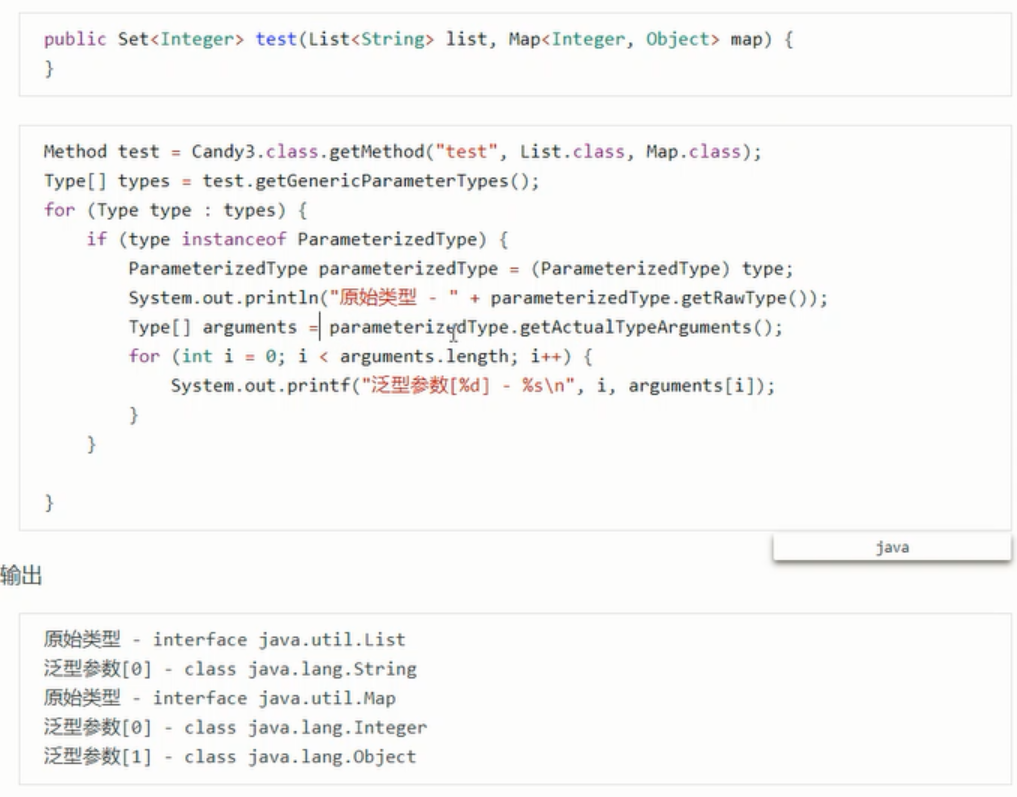 public Set<Integer> test(List<String> list, Map<Integer, Object> map) {
}
Method test = Candy3.class.getMethod("test", List.class, Map.class);
Type[] types = test.getGenericParameterTypes();
for (Type type : types) {
    if (type instanceof ParameterizedType) {
        ParameterizedType parameterizedType = (ParameterizedType) type;
        System.out.println("原始类型 - " + parameterizedType.getRawType());
        Type[] arguments = parameterizedType.getActualTypeArguments();
        for (int i = 0; i < arguments.length; i++) {
            System.out.printf("泛型参数[%d] - %s\n", i, arguments[i]);
        }
    }
}
java
输出
原始类型 - interface java.util.List
泛型参数[0] - class java.lang.String
原始类型 - interface java.util.Map
泛型参数[0] - class java.lang.Integer
泛型参数[1] - class java.lang.Object